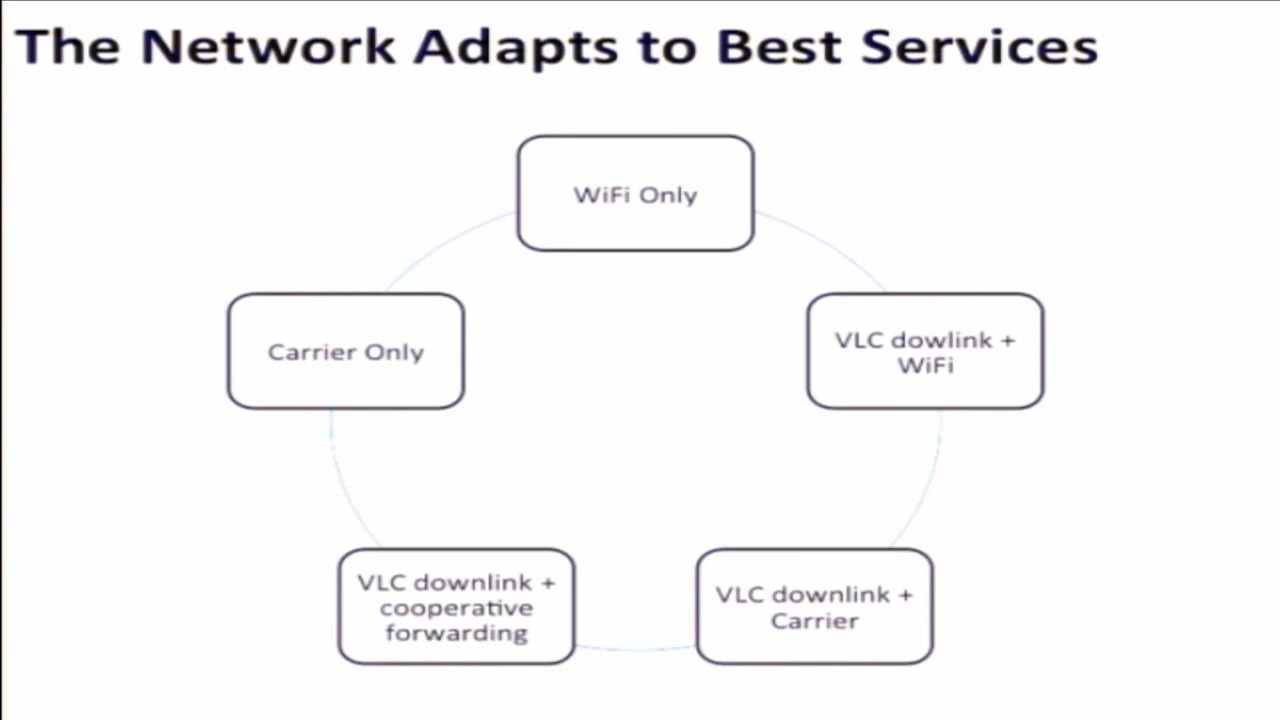 The Network Adapts to Best Services
WiFi Only
Carrier Only
VLC dowlink +
WiFi
VLC downlink +
cooperative
forwarding
VLC downlink +
Carrier